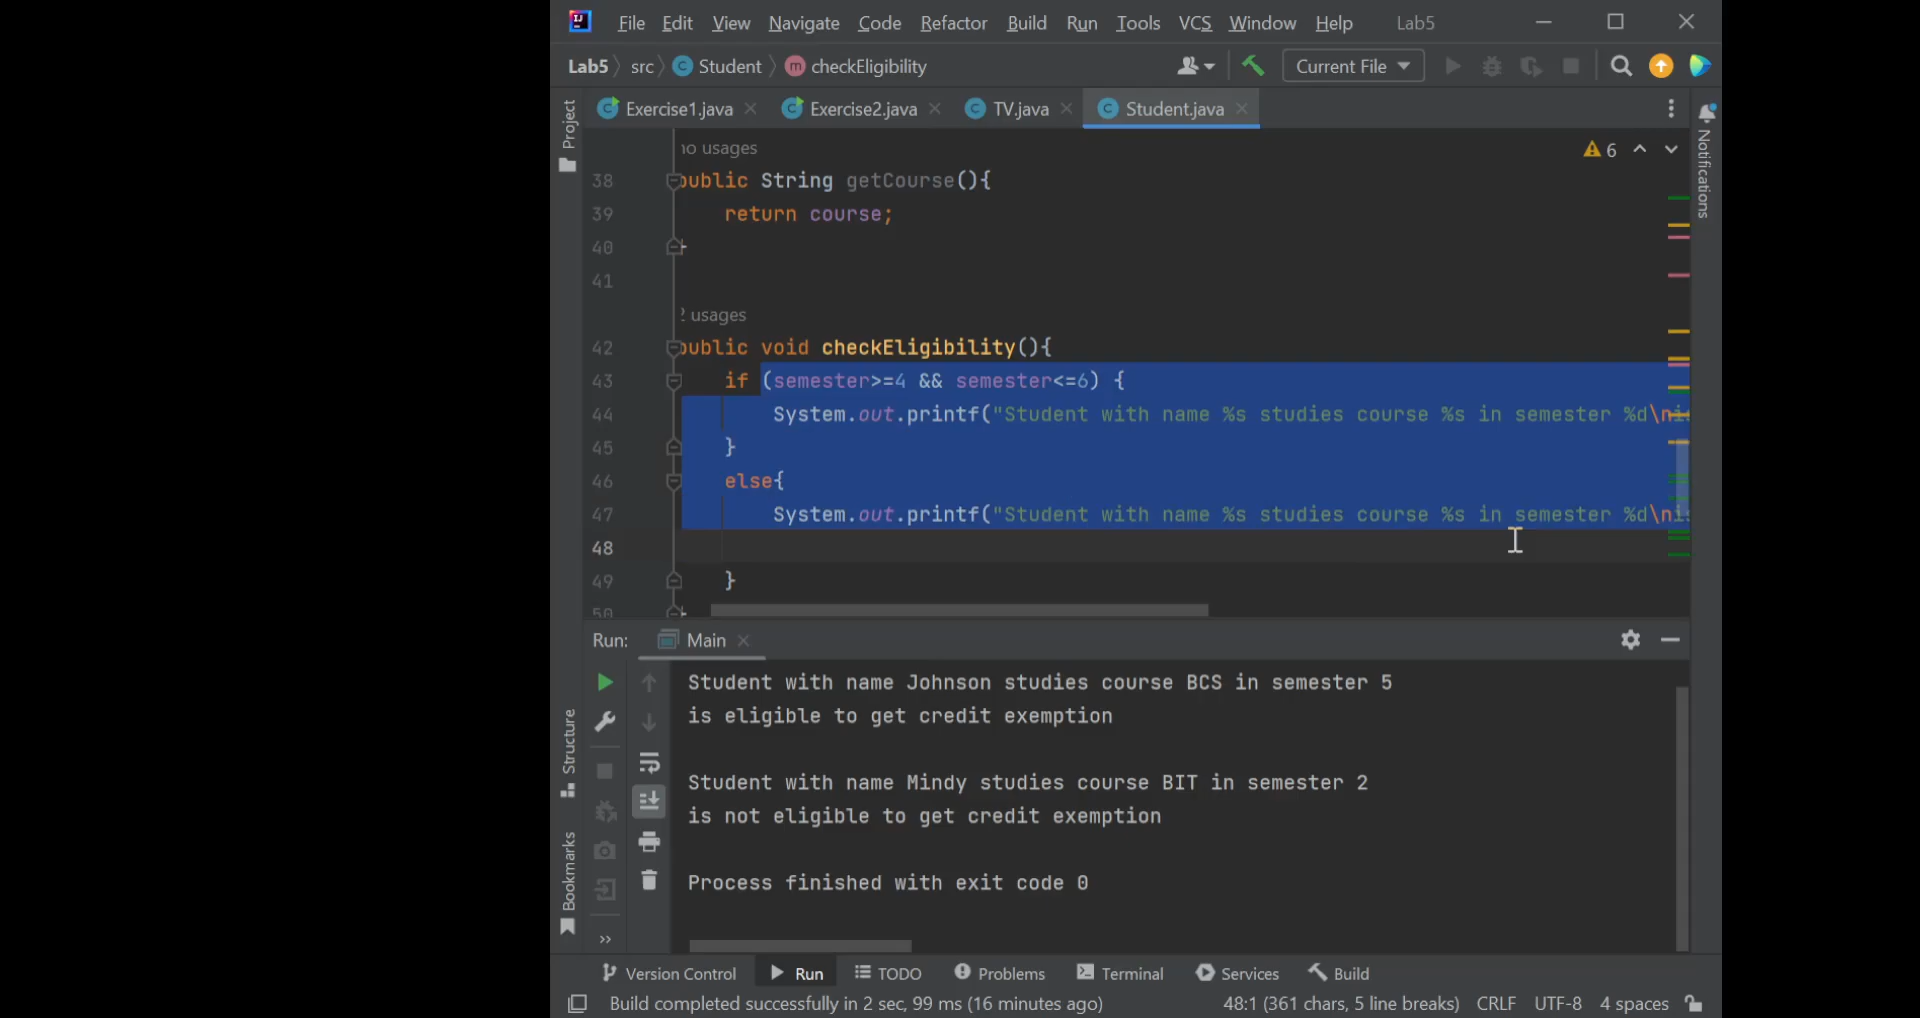 File Edit View Navigate Code Refactor Build Run Tools VCS Window Help Lab5
Lab5 src Student checkEligibility
Current File
Exercise1.java Exercise2.java TV.java Student.java
Project
Notifications
no usages
6
38 public String getCourse(){
39 return course;
40 }
41
2 usages
42 public void checkEligibility(){
43 if (semester>=4 && semester<=6) {
44 System.out.printf("Student with name %s studies course %s in semester %d\nis
45 }
46 else{
47 System.out.printf("Student with name %s studies course %s in semester %d\nis
48
49 }
50 }
Run: Main
Student with name Johnson studies course BCS in semester 5
is eligible to get credit exemption
Student with name Mindy studies course BIT in semester 2
is not eligible to get credit exemption
Process finished with exit code 0
Structure
Bookmarks
Version Control Run TODO Problems Terminal Services Build
Build completed successfully in 2 sec, 99 ms (16 minutes ago) 48:1 (361 chars, 5 line breaks) CRLF UTF-8 4 spaces